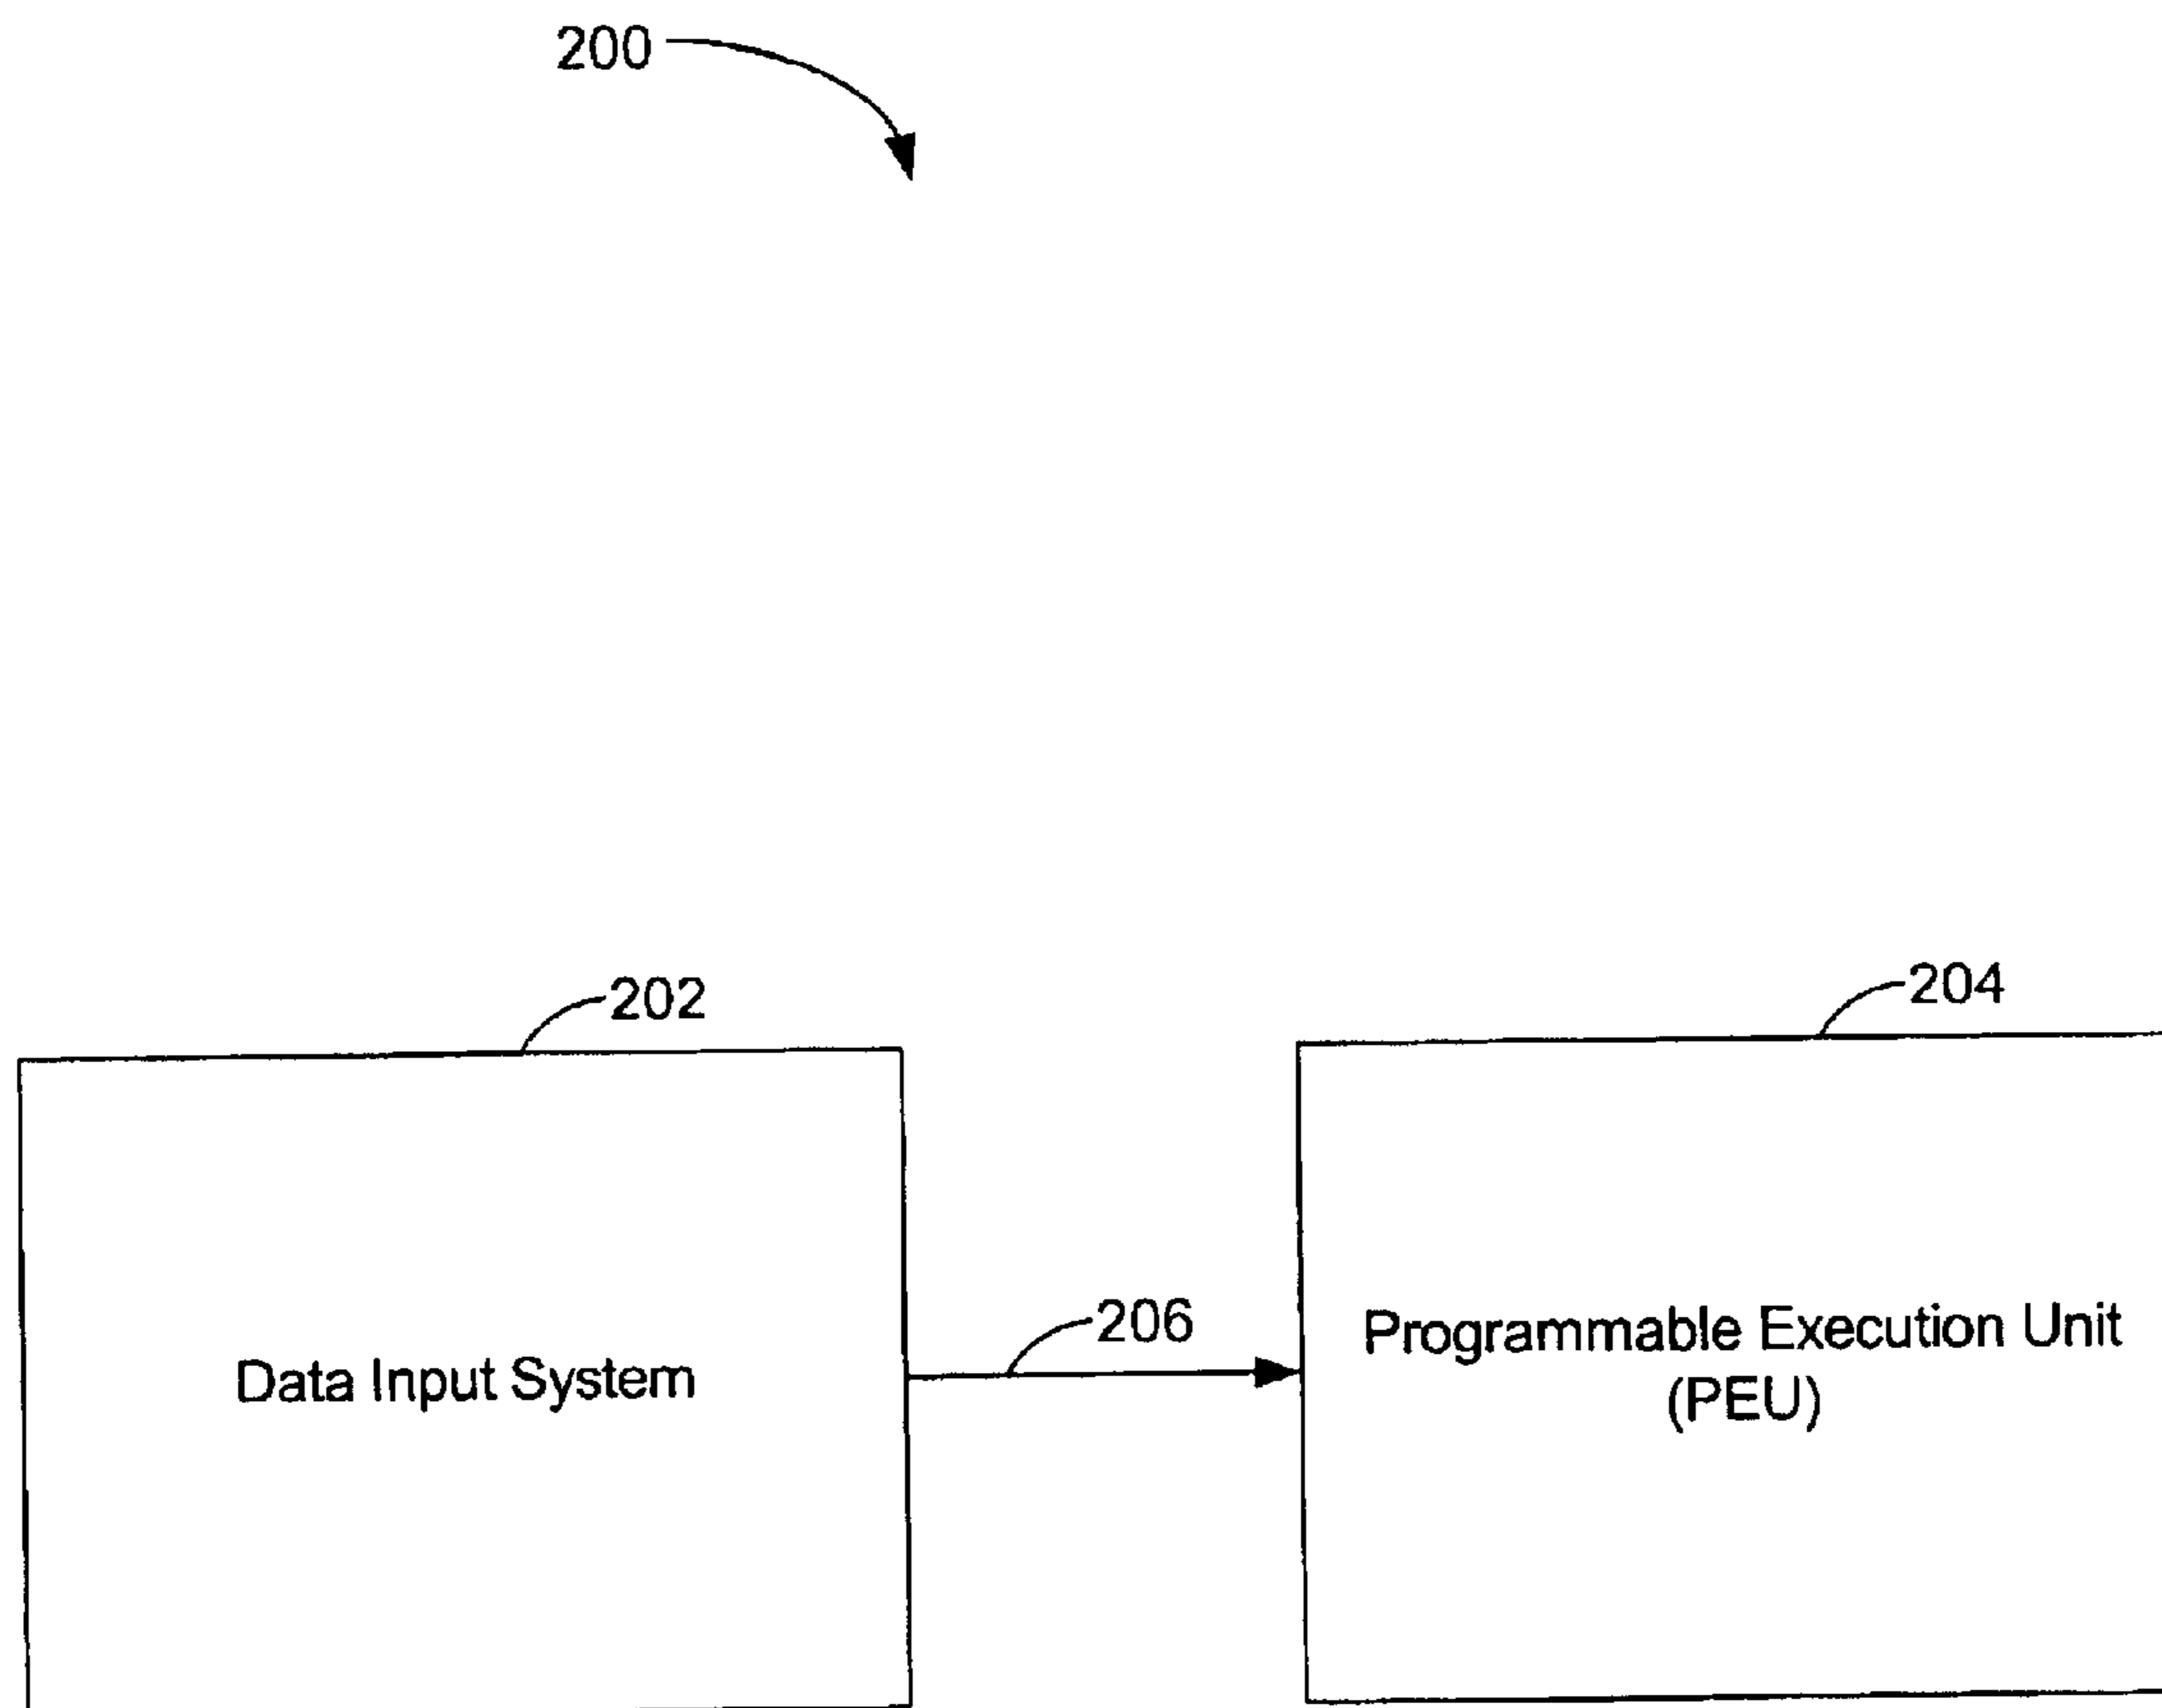 200
202
204
206
Data Input System
Programmable Execution Unit
(PEU)